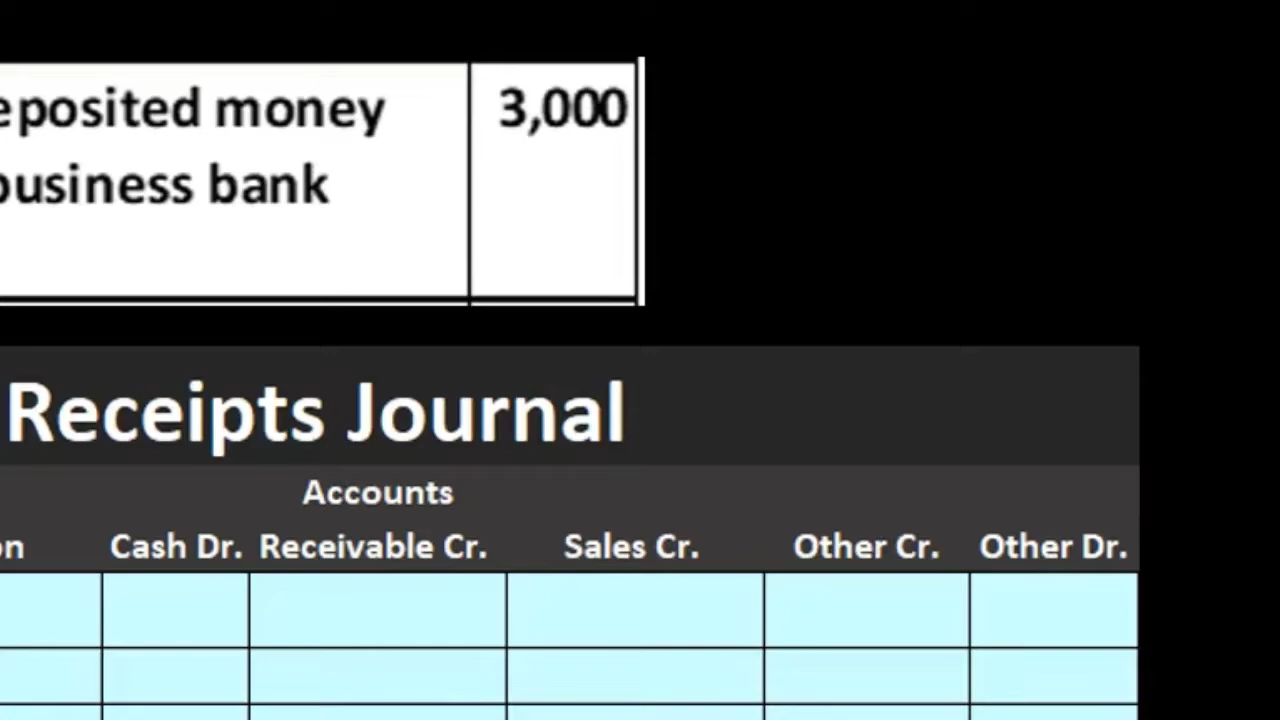 eposited money 3,000
business bank
Receipts Journal
Accounts
on Cash Dr. Receivable Cr. Sales Cr. Other Cr. Other Dr.